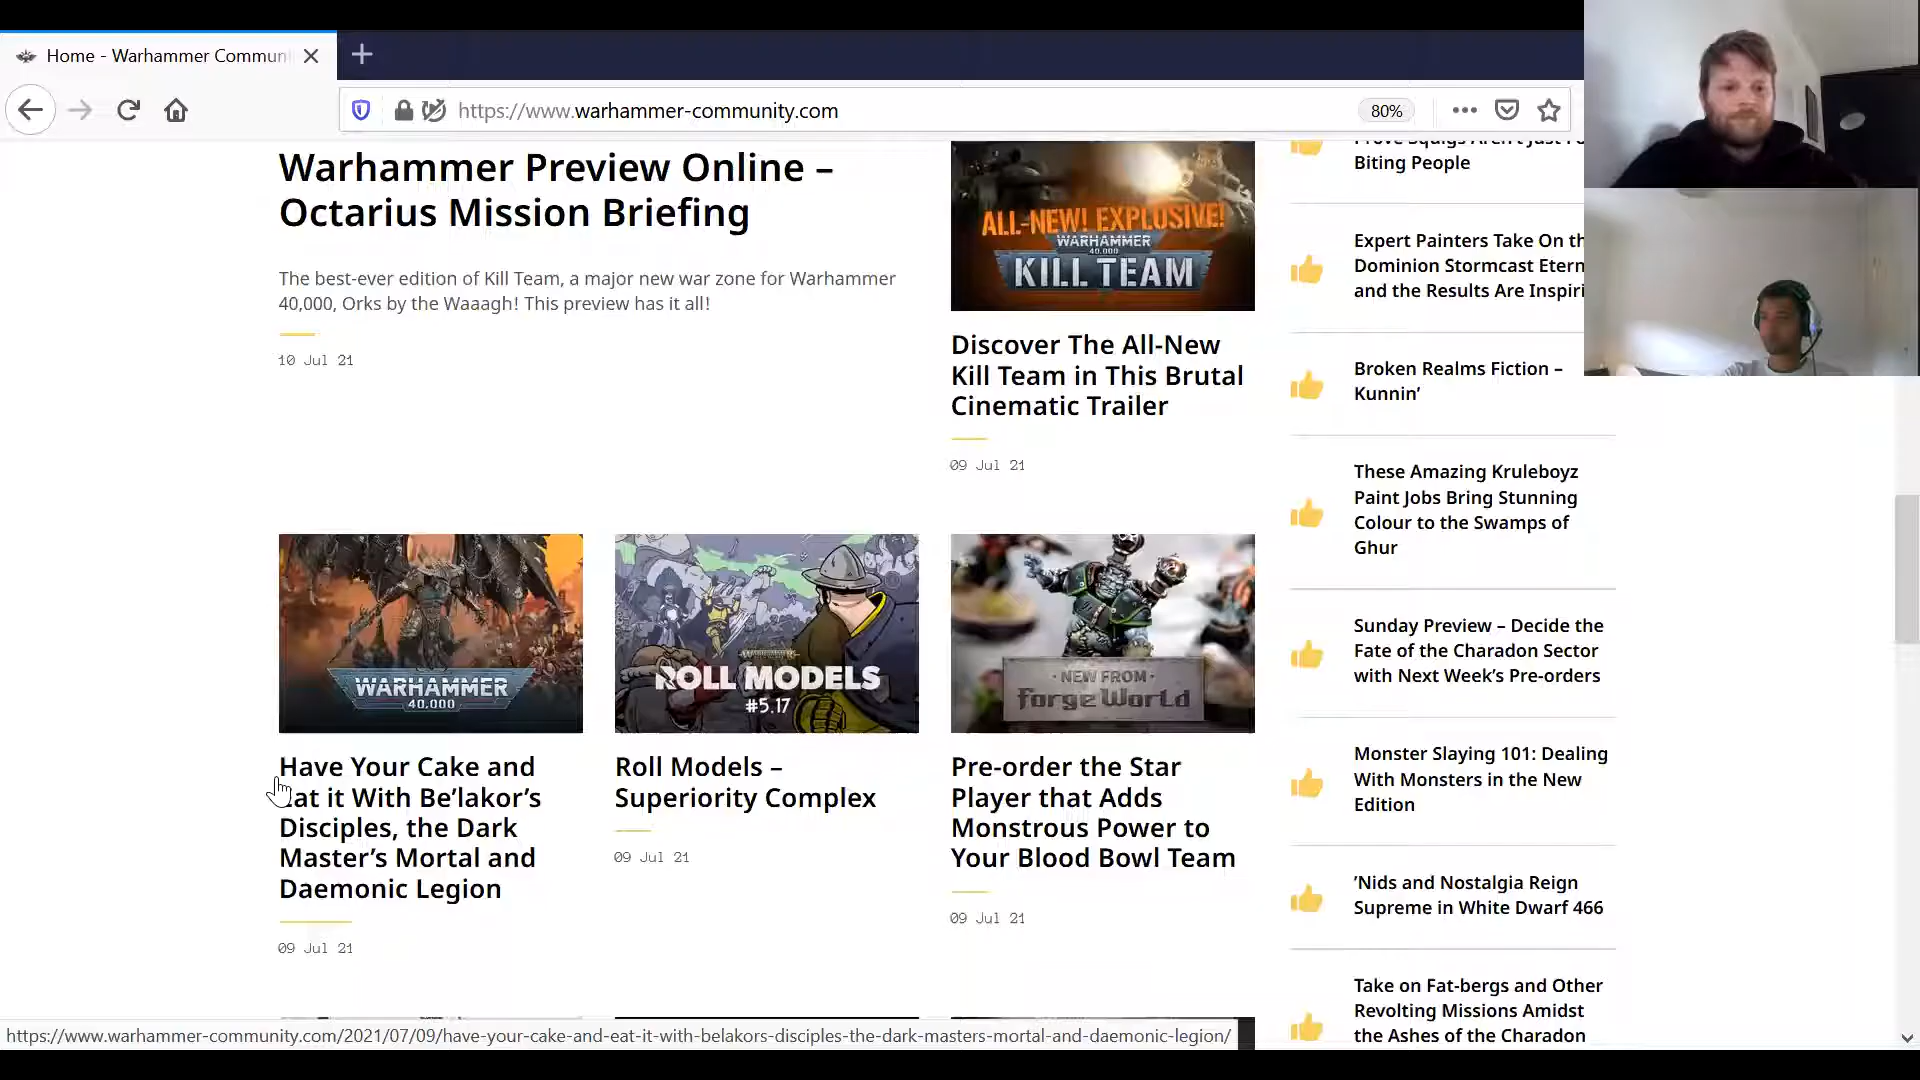 Home - Warhammer Commun
https://www.warhammer-community.com
80%
Warhammer Preview Online –
Octarius Mission Briefing
The best-ever edition of Kill Team, a major new war zone for Warhammer
40,000, Orks by the Waaagh! This preview has it all!
10 Jul 21
ALL-NEW! EXPLOSIVE!
WARHAMMER
40,000
KILL TEAM
Discover The All-New
Kill Team in This Brutal
Cinematic Trailer
09 Jul 21
WARHAMMER
40,000
Have Your Cake and
Eat it With Be’lakor’s
Disciples, the Dark
Master’s Mortal and
Daemonic Legion
09 Jul 21
WARHAMMER
ROLL MODELS
#5.17
Roll Models –
Superiority Complex
09 Jul 21
· NEW FROM ·
Forge World
Pre-order the Star
Player that Adds
Monstrous Power to
Your Blood Bowl Team
09 Jul 21
Prove Squigs Aren’t Just Fo
Biting People
Expert Painters Take On th
Dominion Stormcast Etern
and the Results Are Inspiri
Broken Realms Fiction –
Kunnin’
These Amazing Kruleboyz
Paint Jobs Bring Stunning
Colour to the Swamps of
Ghur
Sunday Preview – Decide the
Fate of the Charadon Sector
with Next Week’s Pre-orders
Monster Slaying 101: Dealing
With Monsters in the New
Edition
’Nids and Nostalgia Reign
Supreme in White Dwarf 466
Take on Fat-bergs and Other
Revolting Missions Amidst
the Ashes of the Charadon
https://www.warhammer-community.com/2021/07/09/have-your-cake-and-eat-it-with-belakors-disciples-the-dark-masters-mortal-and-daemonic-legion/